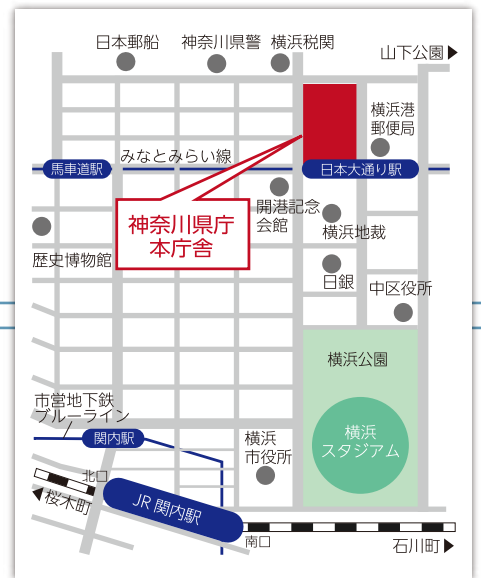 日本郵船
神奈川県警
横浜税関
山下公園▶
横浜港
郵便局
みなとみらい線
馬車道駅
日本大通り駅
開港記念
会館
神奈川県庁
本庁舎
横浜地裁
歴史博物館
日銀
中区役所
横浜公園
市営地下鉄
ブルーライン
関内駅
横浜
市役所
横浜
スタジアム
北口
◀桜木町
JR 関内駅
南口
石川町▶